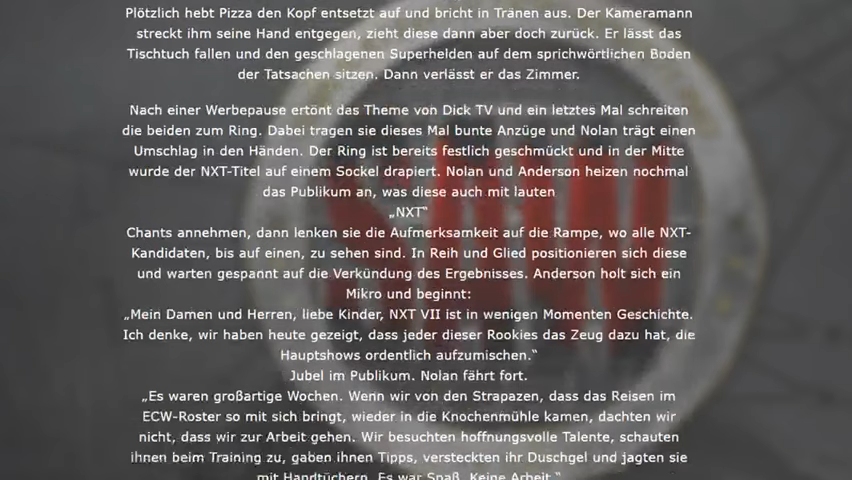 Plötzlich hebt Pizza den Kopf entsetzt auf und bricht in Tränen aus. Der Kameramann
streckt ihm seine Hand entgegen, zieht diese dann aber doch zurück. Er lässt das
Tischtuch fallen und den geschlagenen Superhelden auf dem sprichwörtlichen Boden
der Tatsachen sitzen. Dann verlässt er das Zimmer.
Nach einer Werbepause ertönt das Theme von Dick TV und ein letztes Mal schreiten
die beiden zum Ring. Dabei tragen sie dieses Mal bunte Anzüge und Nolan trägt einen
Umschlag in den Händen. Der Ring ist bereits festlich geschmückt und in der Mitte
wurde der NXT-Titel auf einem Sockel drapiert. Nolan und Anderson heizen nochmal
das Publikum an, was diese auch mit lauten
„NXT“
Chants annehmen, dann lenken sie die Aufmerksamkeit auf die Rampe, wo alle NXT-
Kandidaten, bis auf einen, zu sehen sind. In Reih und Glied positionieren sich diese
und warten gespannt auf die Verkündung des Ergebnisses. Anderson holt sich ein
Mikro und beginnt:
„Mein Damen und Herren, liebe Kinder, NXT VII ist in wenigen Momenten Geschichte.
Ich denke, wir haben heute gezeigt, dass jeder dieser Rookies das Zeug dazu hat, die
Hauptshows ordentlich aufzumischen.“
Jubel im Publikum. Nolan fährt fort.
„Es waren großartige Wochen. Wenn wir von den Strapazen, dass das Reisen im
ECW-Roster so mit sich bringt, wieder in die Knochenmühle kamen, dachten wir
nicht, dass wir zur Arbeit gehen. Wir besuchten hoffnungsvolle Talente, schauten
ihnen beim Training zu, gaben ihnen Tipps, versteckten ihr Duschgel und jagten sie
mit Handtüchern. Es war Spaß. Keine Arbeit.“